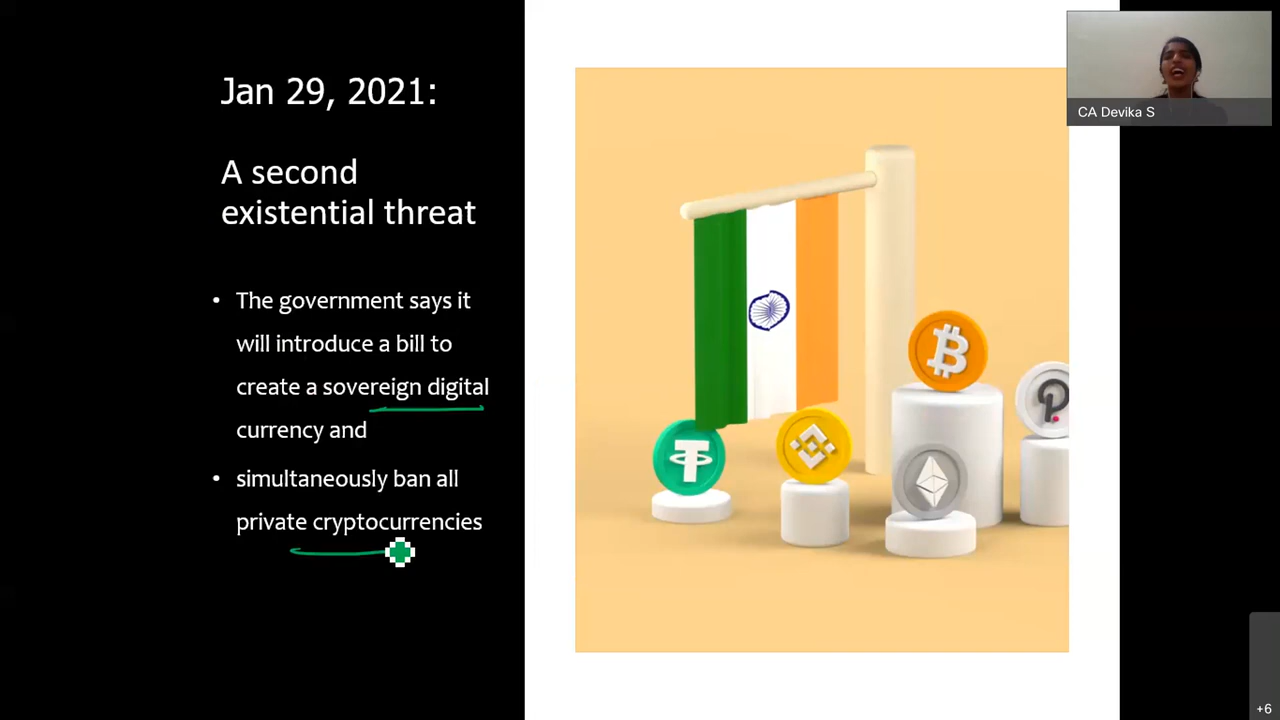 Jan 29, 2021:
A second
existential threat
• The government says it
will introduce a bill to
create a sovereign digital
currency and
• simultaneously ban all
private cryptocurrencies
CA Devika S
+6